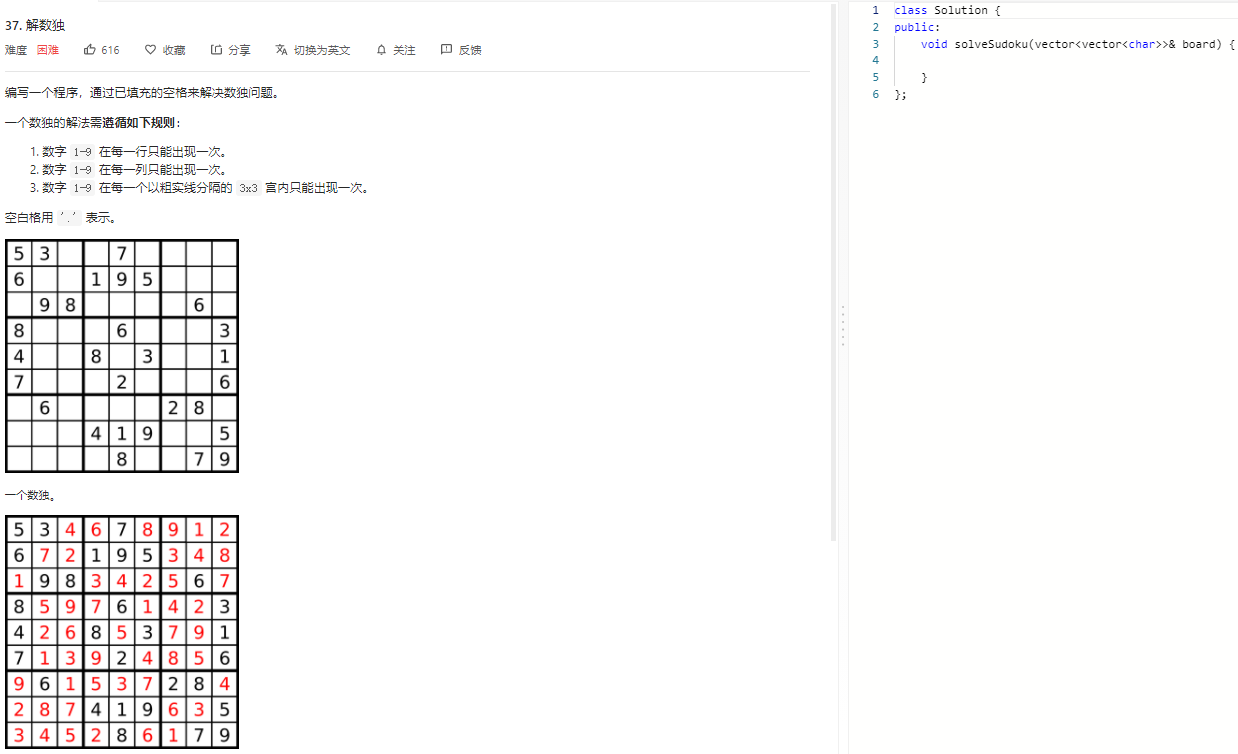 37. 解数独
难度 困难 616 收藏 分享 切换为英文 关注 反馈
编写一个程序，通过已填充的空格来解决数独问题。
一个数独的解法需遵循如下规则：
1. 数字 1-9 在每一行只能出现一次。
2. 数字 1-9 在每一列只能出现一次。
3. 数字 1-9 在每一个以粗实线分隔的 3x3 宫内只能出现一次。
空白格用 '.' 表示。
5 3 7
6 1 9 5
9 8 6
8 6 3
4 8 3 1
7 2 6
6 2 8
4 1 9 5
8 7 9
一个数独。
5 3 4 6 7 8 9 1 2
6 7 2 1 9 5 3 4 8
1 9 8 3 4 2 5 6 7
8 5 9 7 6 1 4 2 3
4 2 6 8 5 3 7 9 1
7 1 3 9 2 4 8 5 6
9 6 1 5 3 7 2 8 4
2 8 7 4 1 9 6 3 5
3 4 5 2 8 6 1 7 9
1 class Solution {
2 public:
3 void solveSudoku(vector<vector<char>>& board) {
4
5 }
6 };